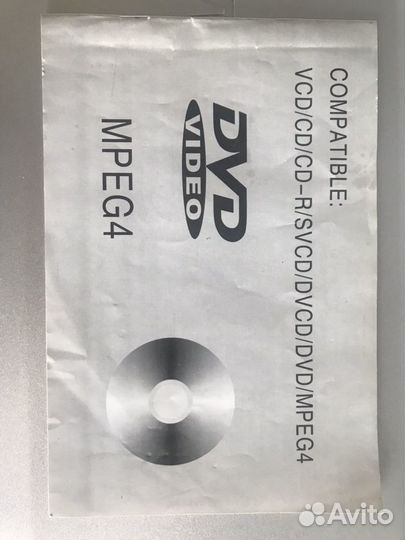 COMPATIBLE:
VCD/CD/CD-R/SVCD/DVCD/DVD/MPEG4
DVD
VIDEO
MPEG4
Avito